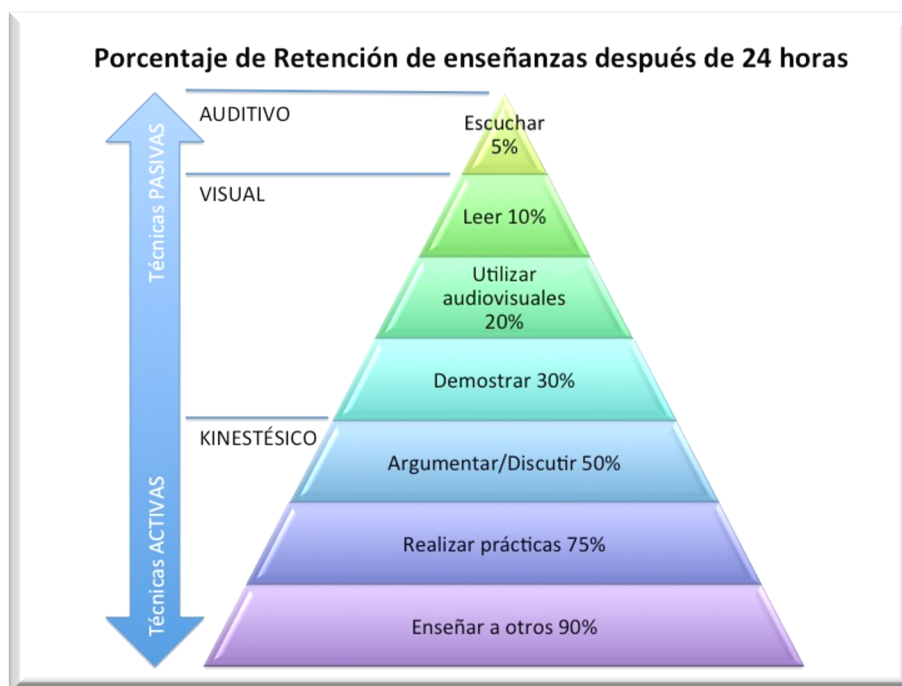 Porcentaje de Retención de enseñanzas después de 24 horas
AUDITIVO
Escuchar
5%
VISUAL
Leer 10%
Utilizar
audiovisuales
20%
Demostrar 30%
KINESTÉSICO
Argumentar/Discutir 50%
Realizar prácticas 75%
Enseñar a otros 90%
Técnicas PASIVAS
Técnicas ACTIVAS